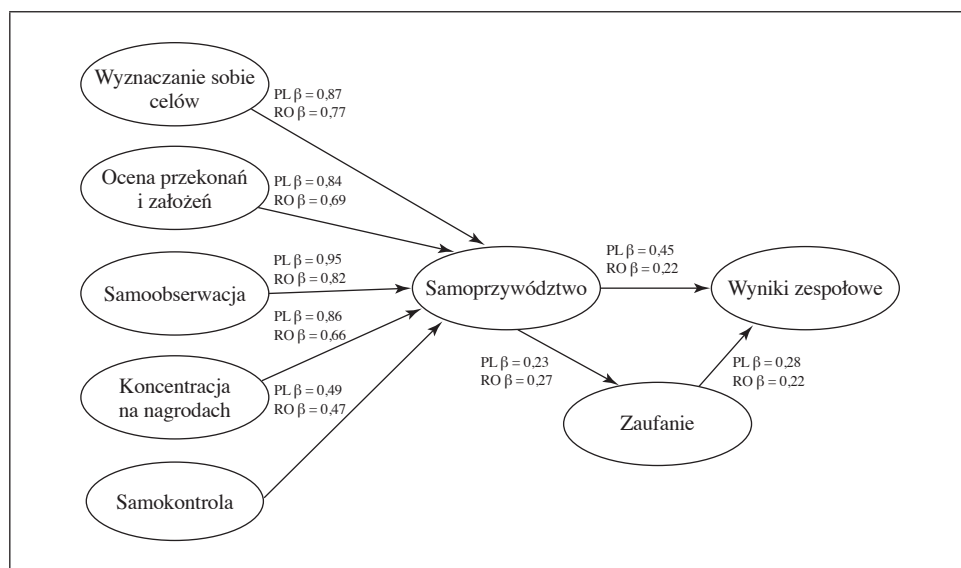 Wyznaczanie sobie
celów
PL β = 0,87
RO β = 0,77
Ocena przekonań
i założeń
PL β = 0,84
RO β = 0,69
Samoobserwacja
PL β = 0,95
RO β = 0,82
Koncentracja
na nagrodach
PL β = 0,86
RO β = 0,66
Samokontrola
PL β = 0,49
RO β = 0,47
Samoprzywództwo
PL β = 0,45
RO β = 0,22
Wyniki zespołowe
PL β = 0,23
RO β = 0,27
Zaufanie
PL β = 0,28
RO β = 0,22